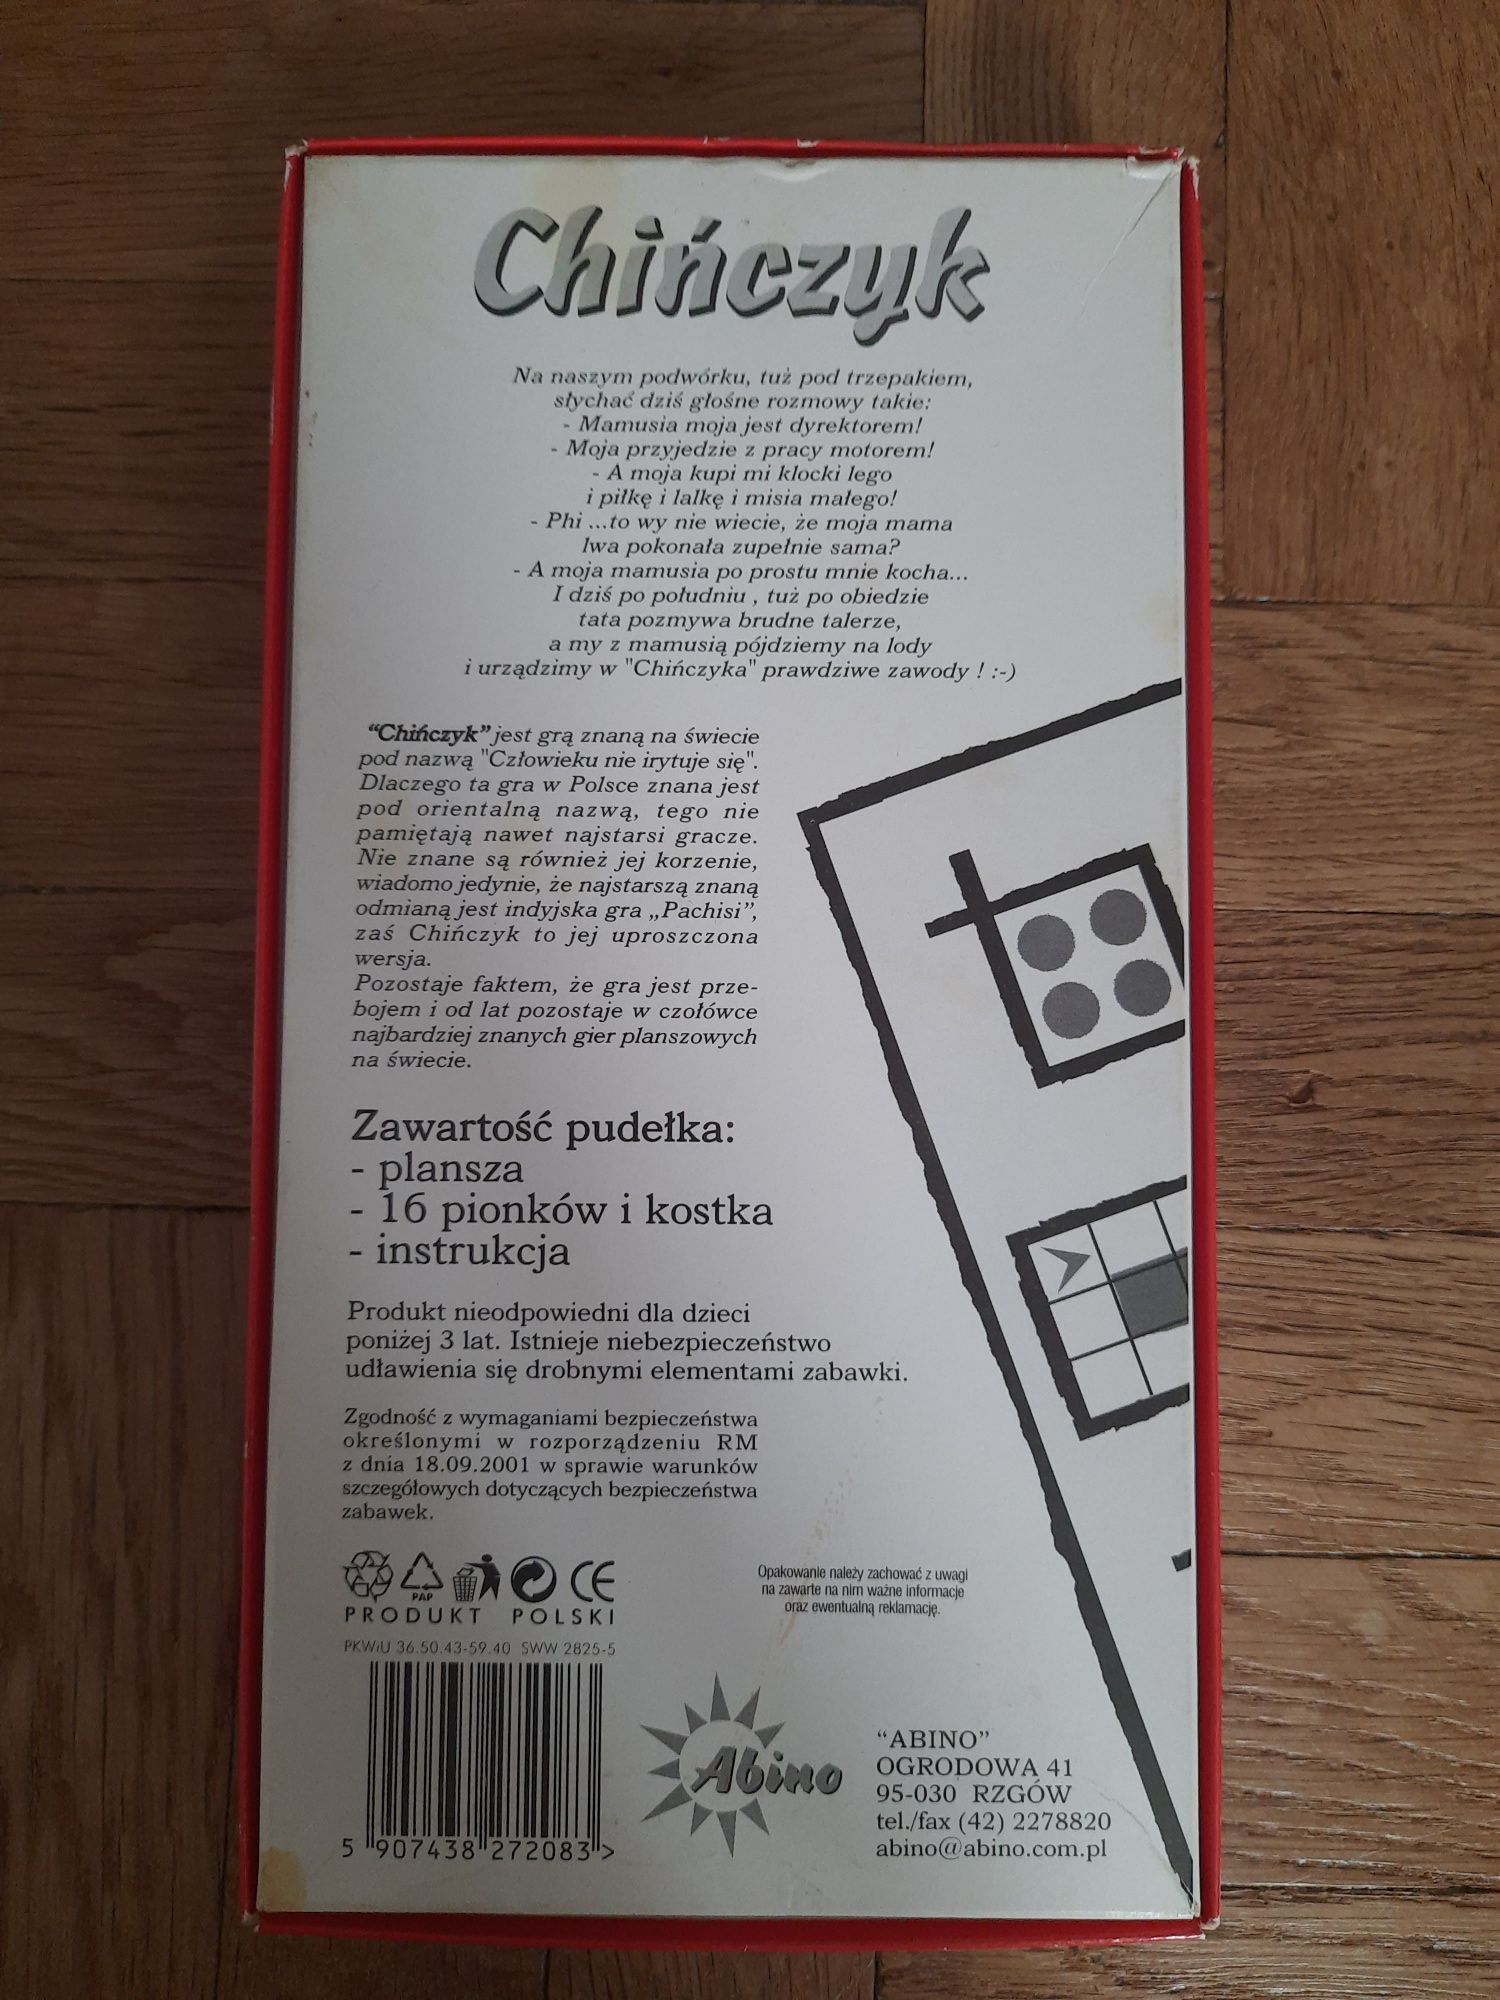 Chińczyk
Na naszym podwórku, tuż pod trzepakiem,
słychać dziś głośne rozmowy takie:
- Mamusia moja jest dyrektorem!
- Moja przyjedzie z pracy motorem!
- A moja kupi mi klocki lego
i piłkę i lalkę i misia małego!
- Phi ...to wy nie wiecie, że moja mama
lwa pokonała zupełnie sama?
- A moja mamusia po prostu mnie kocha...
I dziś po południu , tuż po obiedzie
tata pozmywa brudne talerze,
a my z mamusią pójdziemy na lody
i urządzimy w "Chińczyka" prawdziwe zawody ! :-)
“Chińczyk” jest grą znaną na świecie
pod nazwą "Człowieku nie irytuje się".
Dlaczego ta gra w Polsce znana jest
pod orientalną nazwą, tego nie
pamiętają nawet najstarsi gracze.
Nie znane są również jej korzenie,
wiadomo jedynie, że najstarszą znaną
odmianą jest indyjska gra „Pachisi”,
zaś Chińczyk to jej uproszczona
wersja.
Pozostaje faktem, że gra jest prze-
bojem i od lat pozostaje w czołówce
najbardziej znanych gier planszowych
na świecie.
Zawartość pudełka:
- plansza
- 16 pionków i kostka
- instrukcja
Produkt nieodpowiedni dla dzieci
poniżej 3 lat. Istnieje niebezpieczeństwo
udławienia się drobnymi elementami zabawki.
Zgodność z wymaganiami bezpieczeństwa
określonymi w rozporządzeniu RM
z dnia 18.09.2001 w sprawie warunków
szczegółowych dotyczących bezpieczeństwa
zabawek.
PAP
CE
PRODUKT POLSKI
Opakowanie należy zachować z uwagi
na zawarte na nim ważne informacje
oraz ewentualną reklamację.
PKWiU 36.50.43-59.40 SWW 2825-5
5 907438 272083 >
Abino
“ABINO”
OGRODOWA 41
95-030 RZGÓW
tel./fax (42) 2278820
abino@abino.com.pl